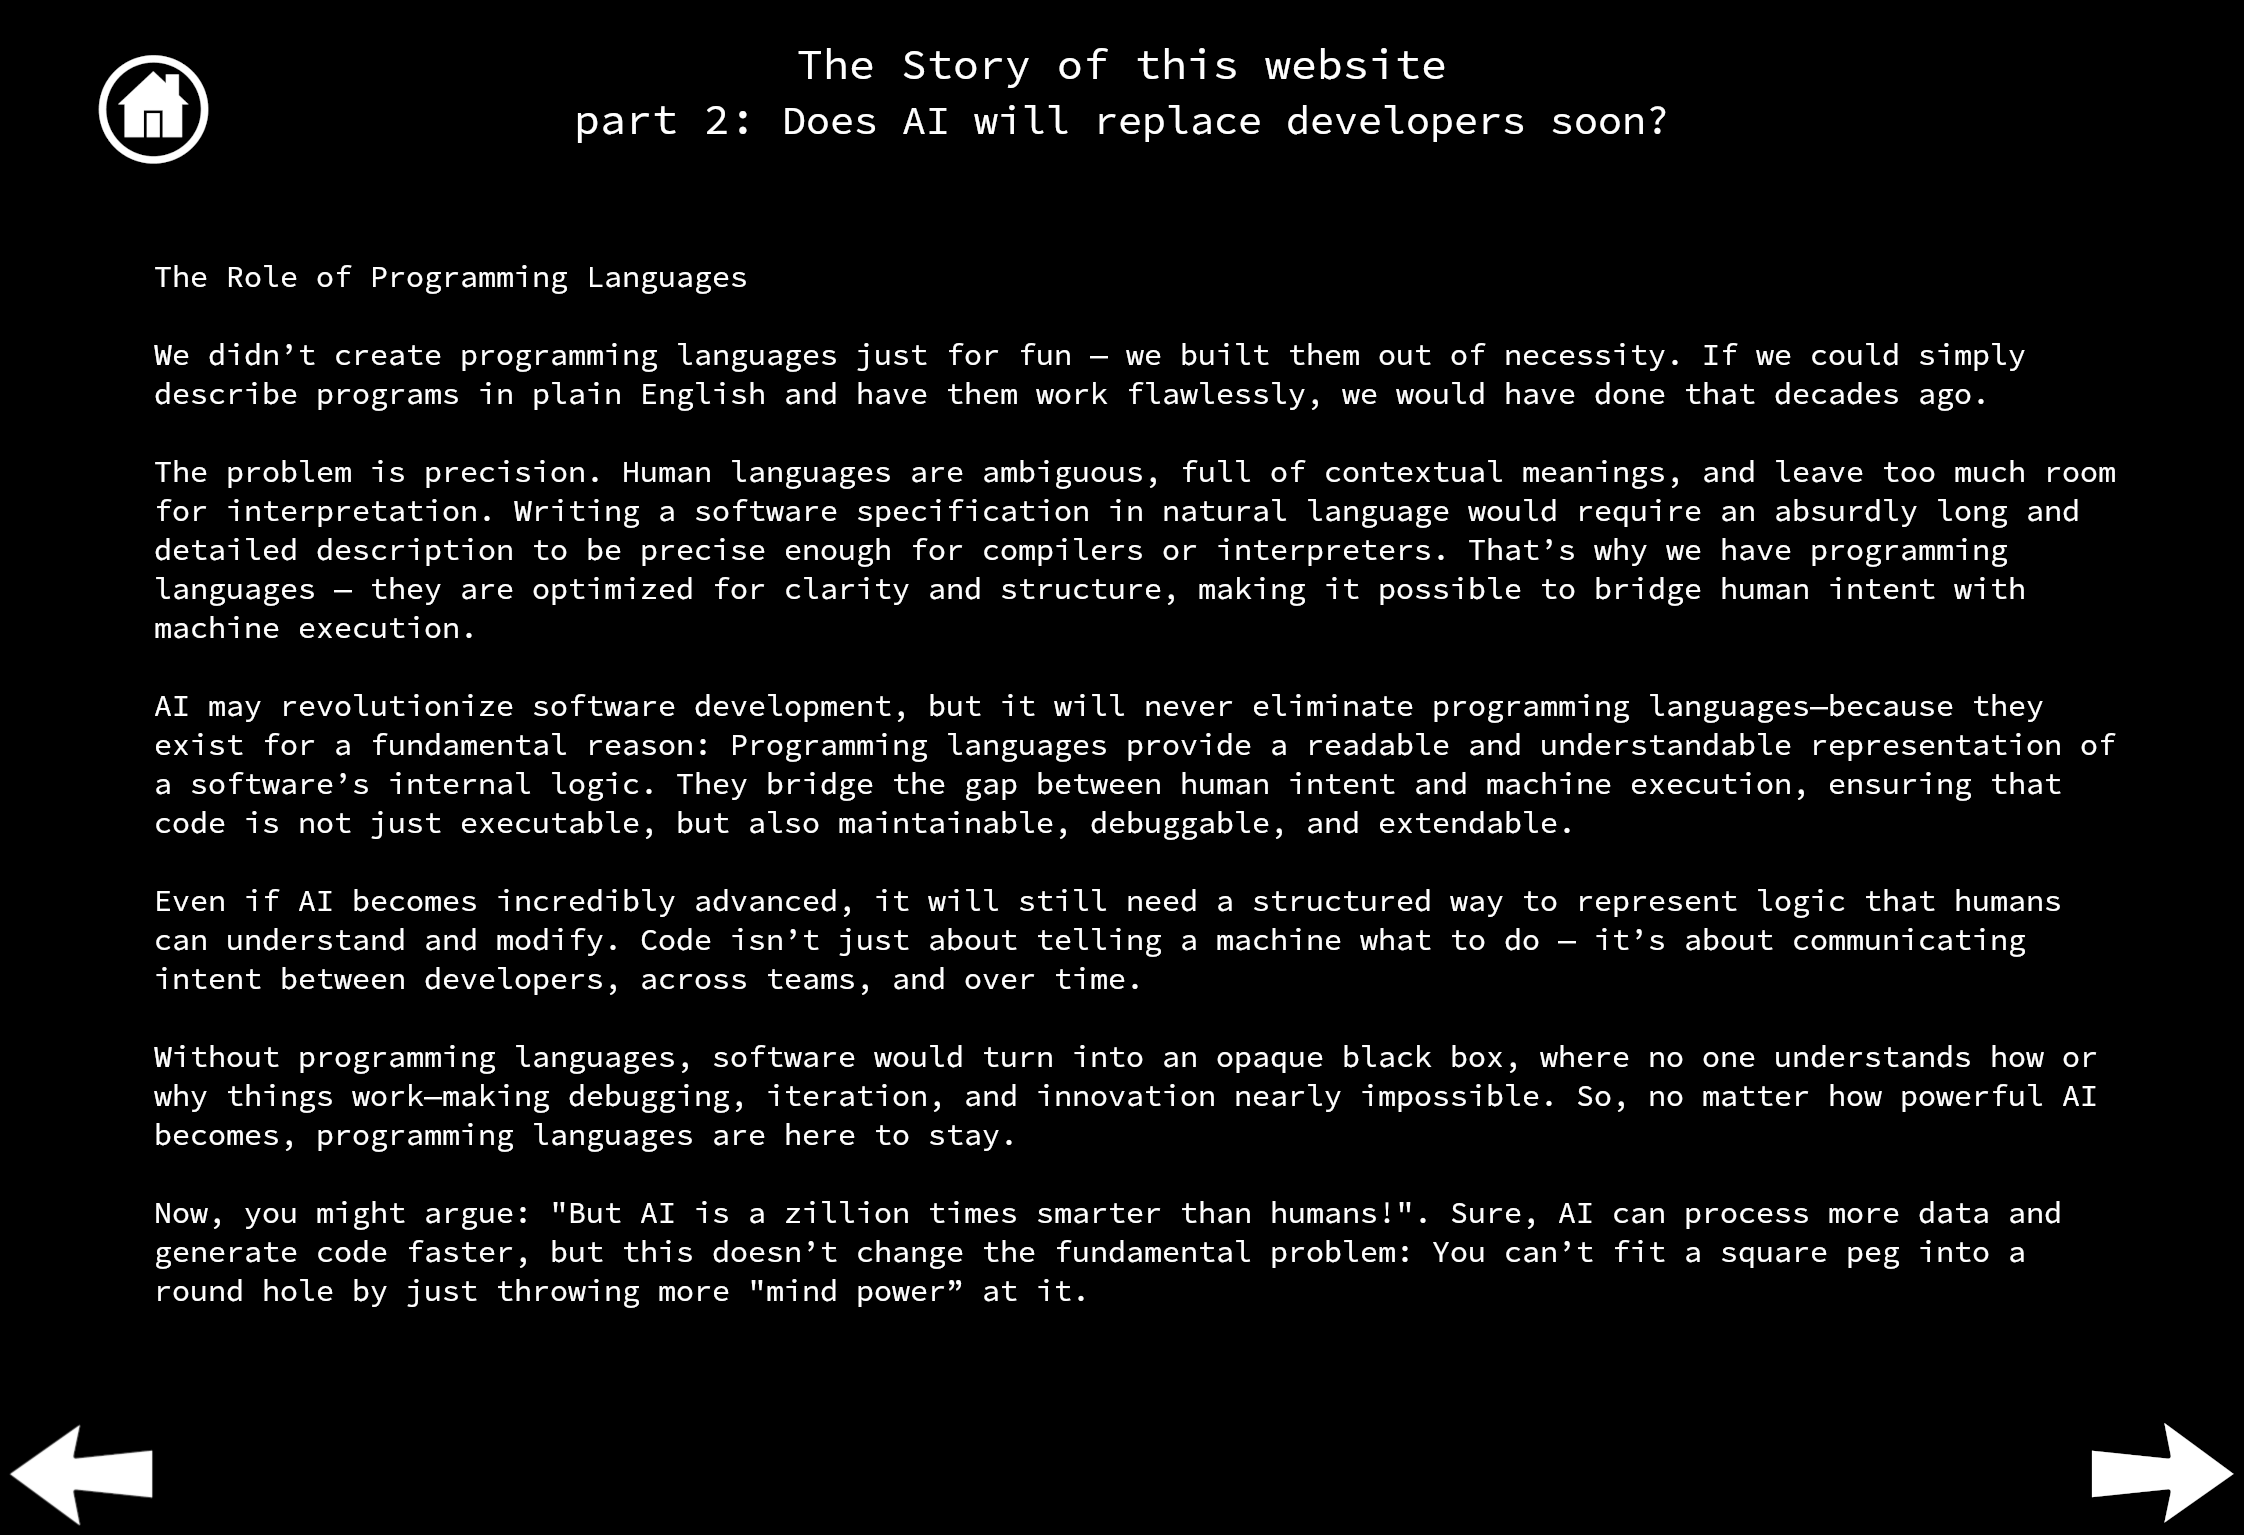 The Story of this website
part 2: Does AI will replace developers soon?
The Role of Programming Languages
We didn’t create programming languages just for fun – we built them out of necessity. If we could simply
describe programs in plain English and have them work flawlessly, we would have done that decades ago.
The problem is precision. Human languages are ambiguous, full of contextual meanings, and leave too much room
for interpretation. Writing a software specification in natural language would require an absurdly long and
detailed description to be precise enough for compilers or interpreters. That’s why we have programming
languages – they are optimized for clarity and structure, making it possible to bridge human intent with
machine execution.
AI may revolutionize software development, but it will never eliminate programming languages—because they
exist for a fundamental reason: Programming languages provide a readable and understandable representation of
a software’s internal logic. They bridge the gap between human intent and machine execution, ensuring that
code is not just executable, but also maintainable, debuggable, and extendable.
Even if AI becomes incredibly advanced, it will still need a structured way to represent logic that humans
can understand and modify. Code isn’t just about telling a machine what to do – it’s about communicating
intent between developers, across teams, and over time.
Without programming languages, software would turn into an opaque black box, where no one understands how or
why things work—making debugging, iteration, and innovation nearly impossible. So, no matter how powerful AI
becomes, programming languages are here to stay.
Now, you might argue: "But AI is a zillion times smarter than humans!". Sure, AI can process more data and
generate code faster, but this doesn’t change the fundamental problem: You can’t fit a square peg into a
round hole by just throwing more "mind power” at it.